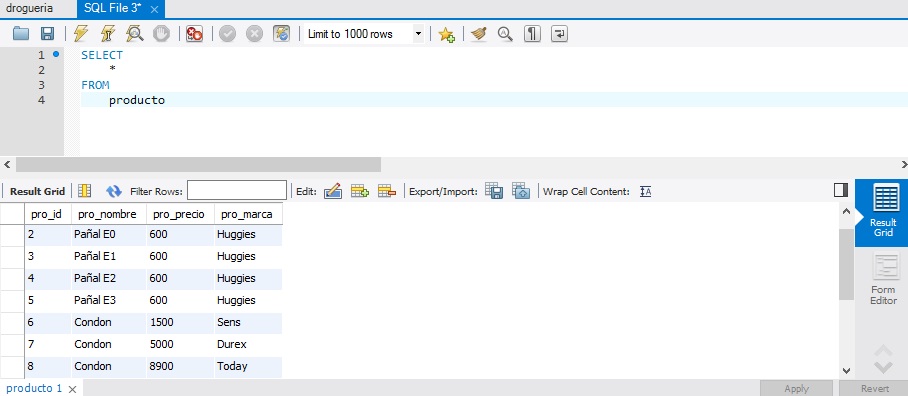 drogueria SQL File 3* ×
Limit to 1000 rows
1 SELECT
2 *
3 FROM
4 producto
Result Grid Filter Rows: Edit: Export/Import: Wrap Cell Content: IA
pro_id pro_nombre pro_precio pro_marca
2 Pañal E0 600 Huggies
3 Pañal E1 600 Huggies
4 Pañal E2 600 Huggies
5 Pañal E3 600 Huggies
6 Condon 1500 Sens
7 Condon 5000 Durex
8 Condon 8900 Today
Result
Grid
Form
Editor
producto 1 × Apply Revert